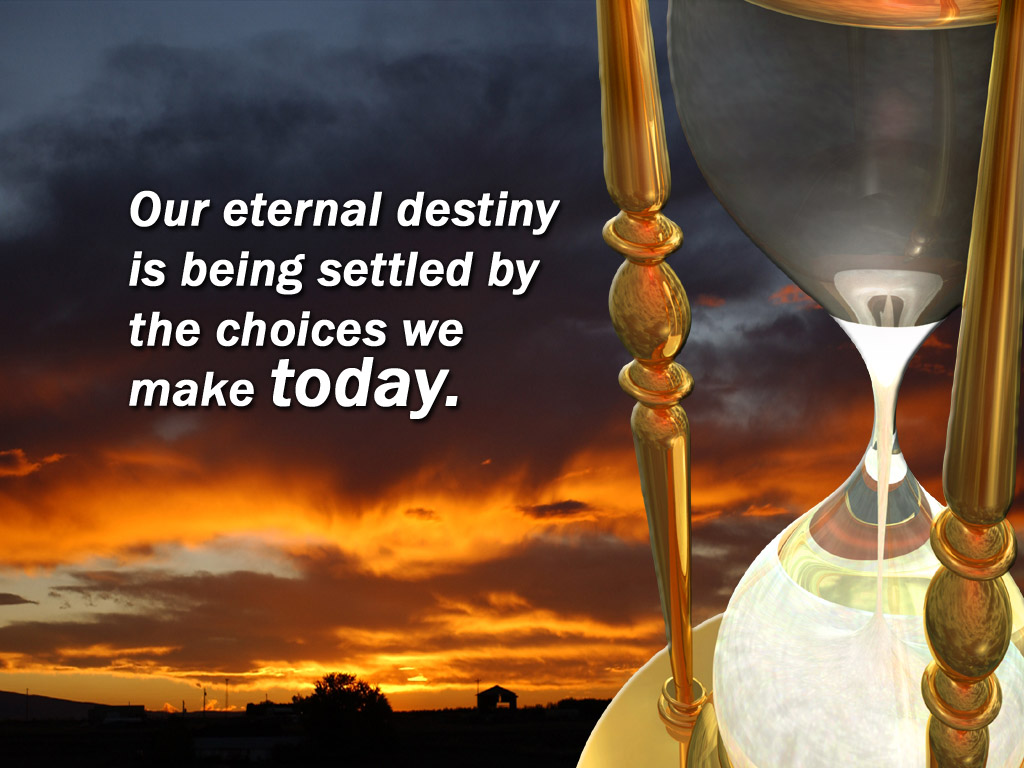 Our eternal destiny
is being settled by
the choices we
make today.